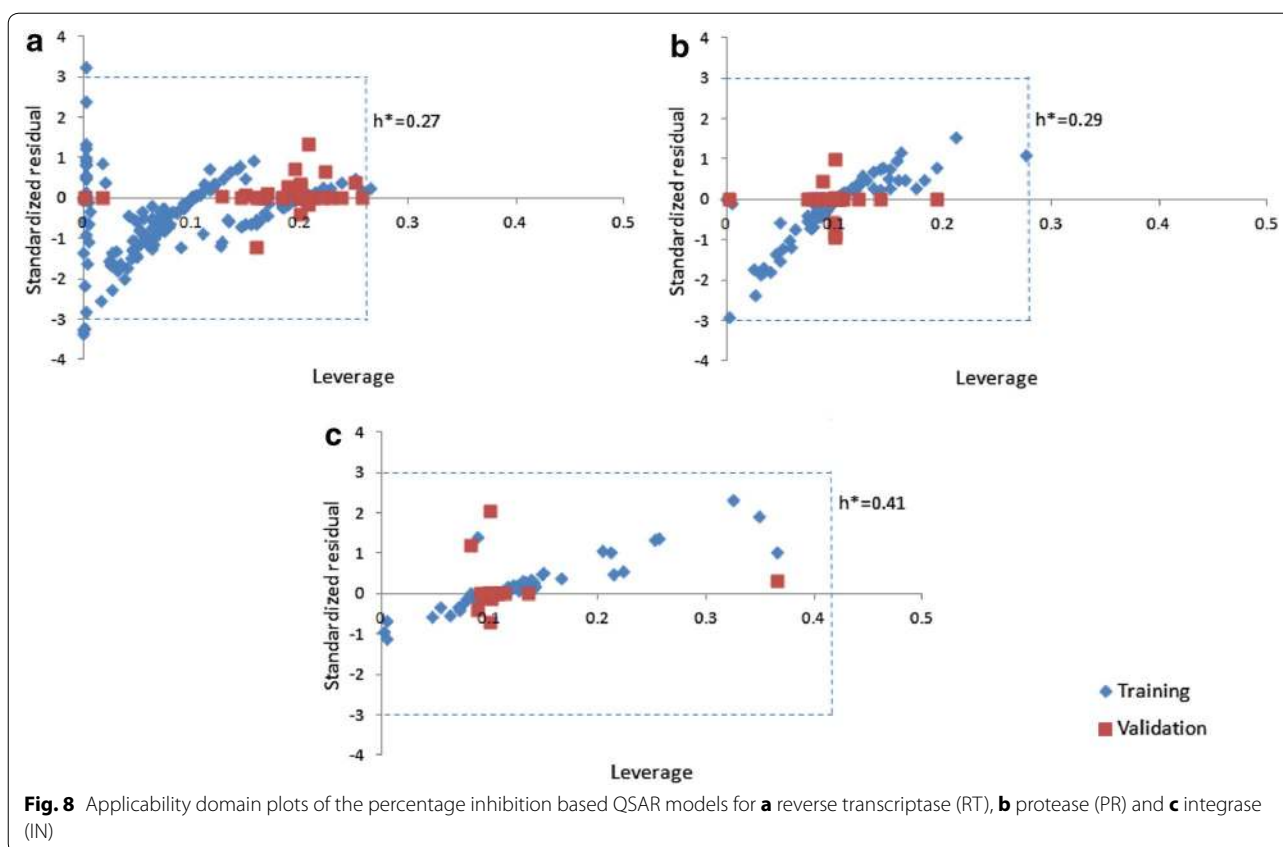 a
Standardized residual
4
3
2
1
0
-1
-2
-3
-4
0
0.1
0.2
0.3
0.4
0.5
h*=0.27
Leverage
b
Standardized residual
4
3
2
1
0
-1
-2
-3
-4
0
0.1
0.2
0.3
0.4
0.5
h*=0.29
Leverage
c
Standardized residual
4
3
2
1
0
-1
-2
-3
-4
0
0.1
0.2
0.3
0.4
0.5
h*=0.41
Leverage
Training
Validation
Fig. 8 Applicability domain plots of the percentage inhibition based QSAR models for a reverse transcriptase (RT), b protease (PR) and c integrase
(IN)